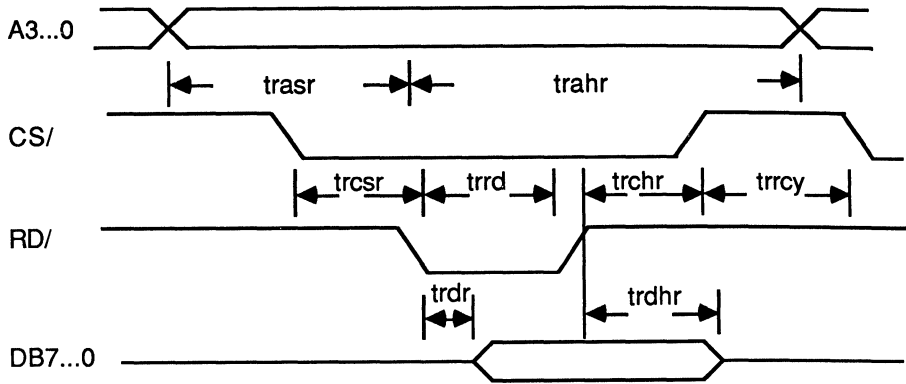 A3...0
trasr trahr
CS/
trcsr trrd trchr trrcy
RD/
trdr trdhr
DB7...0